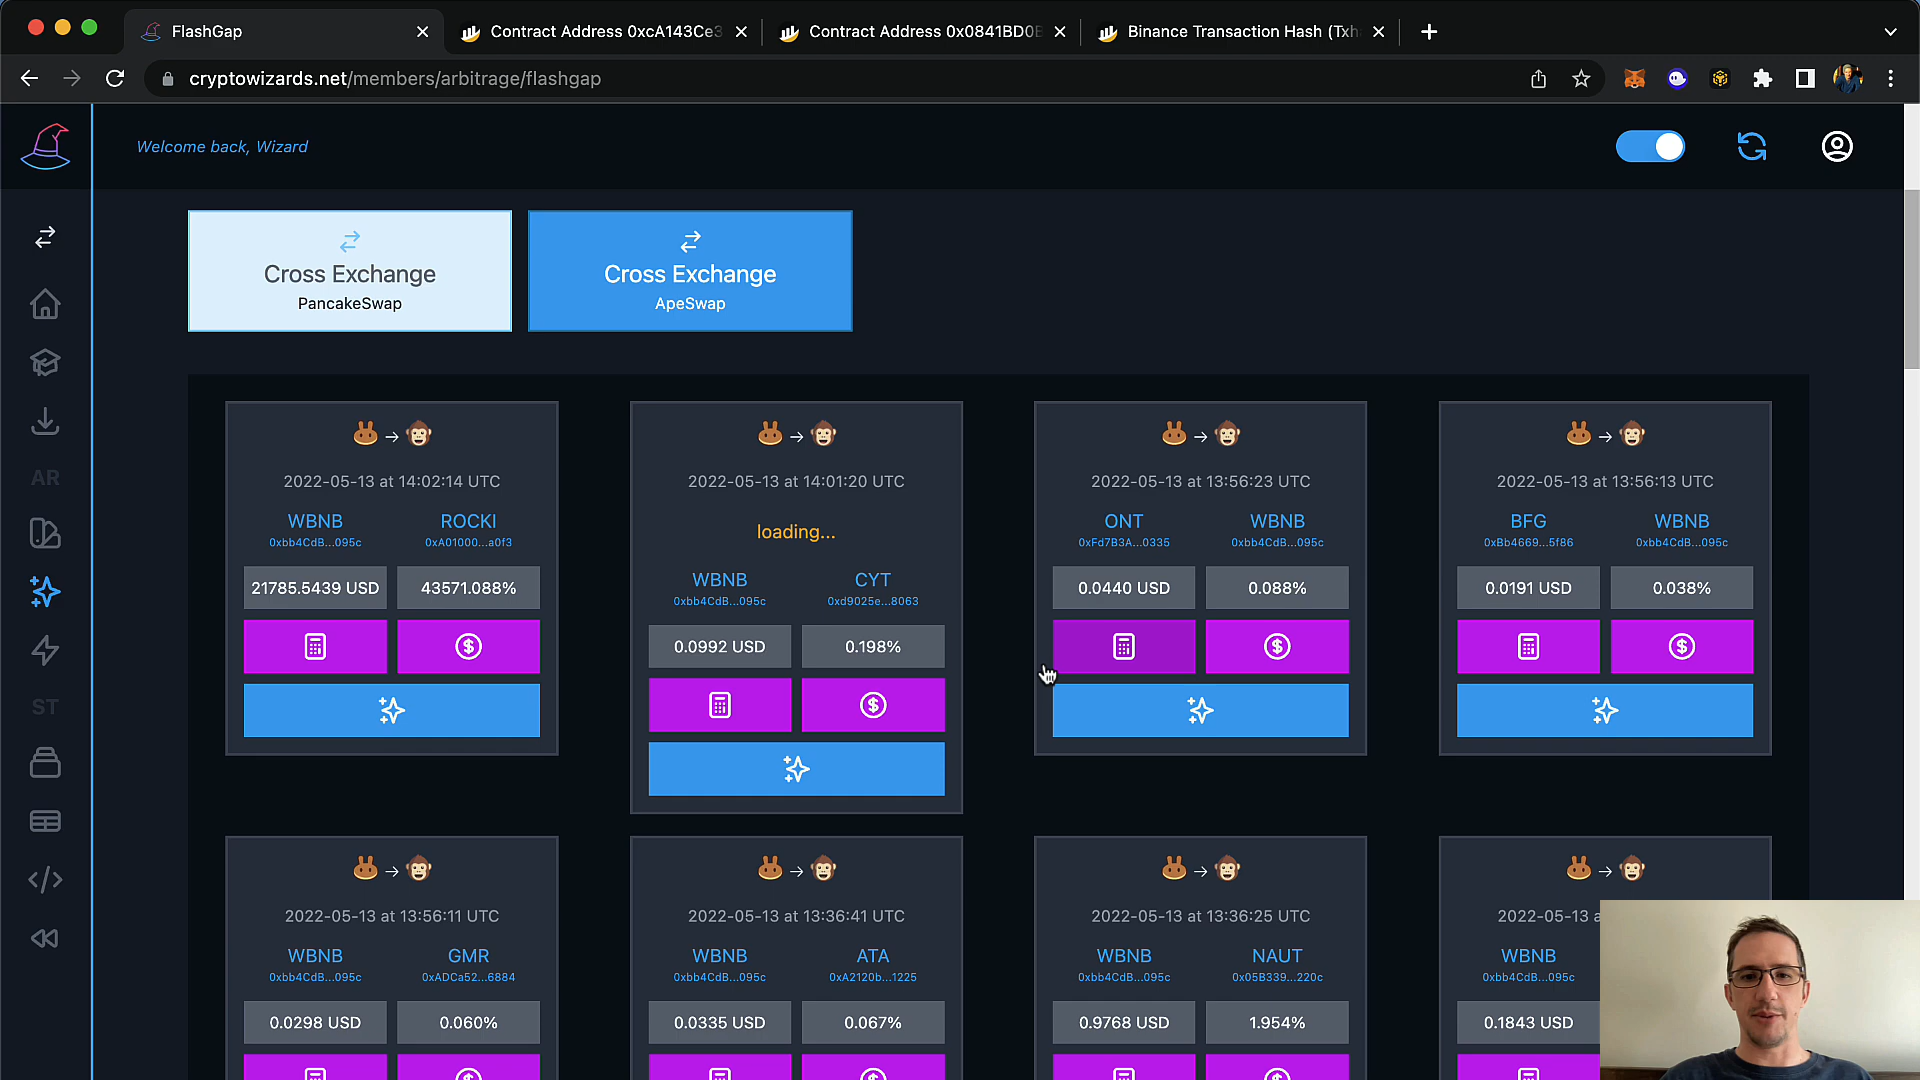 FlashGap
Contract Address 0xcA143Ce3
Contract Address 0x0841BD0B
Binance Transaction Hash (Txh
cryptowizards.net/members/arbitrage/flashgap
Welcome back, Wizard
Cross Exchange
PancakeSwap
Cross Exchange
ApeSwap
2022-05-13 at 14:02:14 UTC
WBNB
ROCKI
0xbb4CdB...095c
0xA01000...a0f3
21785.5439 USD
43571.088%
2022-05-13 at 14:01:20 UTC
loading...
WBNB
CYT
0xbb4CdB...095c
0xd9025e...8063
0.0992 USD
0.198%
2022-05-13 at 13:56:23 UTC
ONT
WBNB
0xFd7B3A...0335
0xbb4CdB...095c
0.0440 USD
0.088%
2022-05-13 at 13:56:13 UTC
BFG
WBNB
0xBb4669...5f86
0xbb4CdB...095c
0.0191 USD
0.038%
AR
ST
2022-05-13 at 13:56:11 UTC
WBNB
GMR
0xbb4CdB...095c
0xADCa52...6884
0.0298 USD
0.060%
2022-05-13 at 13:36:41 UTC
WBNB
ATA
0xbb4CdB...095c
0xA2120b...1225
0.0335 USD
0.067%
2022-05-13 at 13:36:25 UTC
WBNB
NAUT
0xbb4CdB...095c
0x05B339...220c
0.9768 USD
1.954%
2022-05-13
WBNB
0xbb4CdB...095c
0.1843 USD